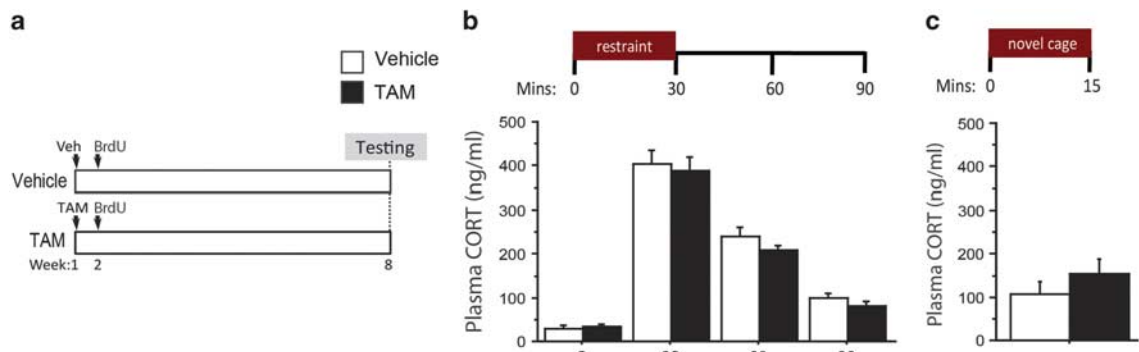 a
Vehicle
TAM
Veh BrdU
Testing
Vehicle
TAM BrdU
TAM
Week:1 2 8
b
restraint
Mins: 0 30 60 90
Plasma CORT (ng/ml)
500
400
300
200
100
0
c
novel cage
0 15
Plasma CORT (ng/ml)
500
400
300
200
100
0